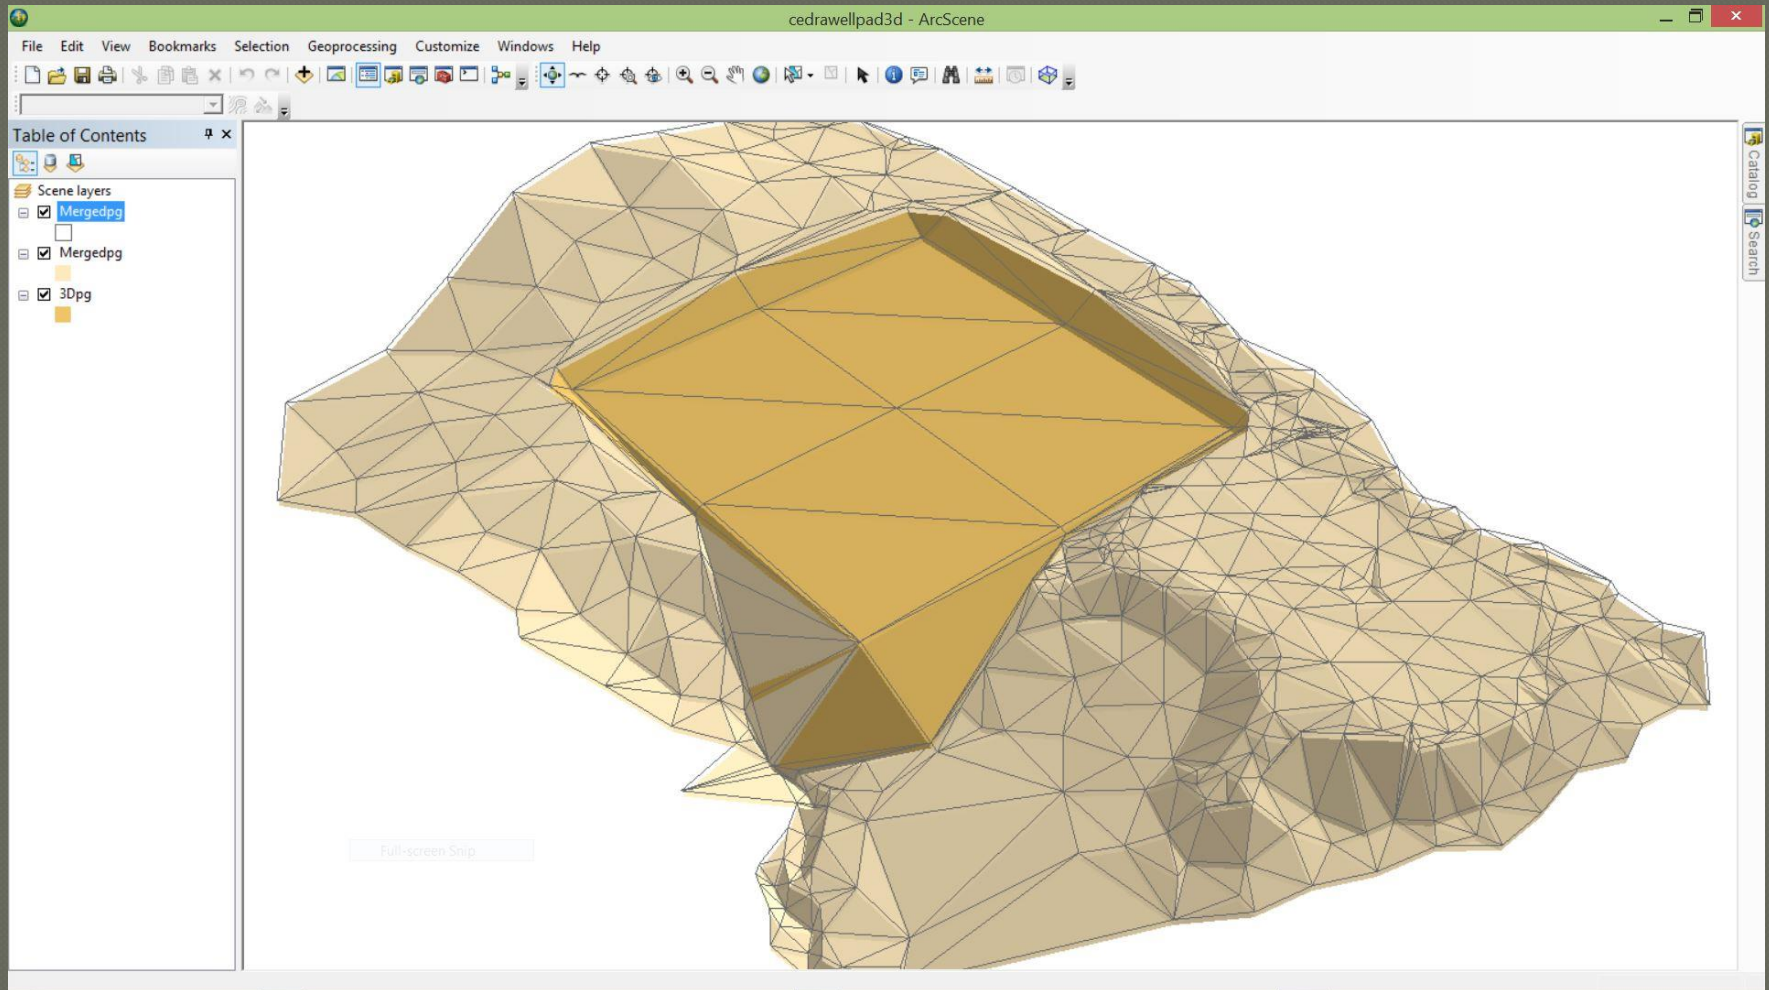 cedrawellpad3d - ArcScene
File Edit View Bookmarks Selection Geoprocessing Customize Windows Help
Table of Contents
Scene layers
Mergedpg
Mergedpg
3Dpg
Catalog
Search
Full-screen Snip